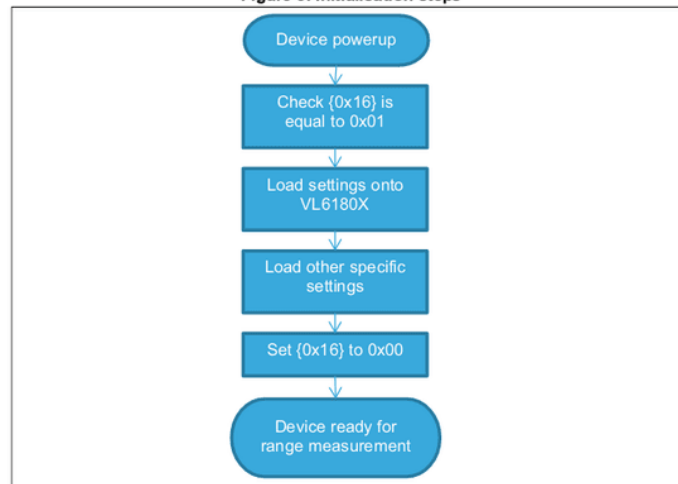 Device powerup
Check {0x16} is
equal to 0x01
Load settings onto
VL6180X
Load other specific
settings
Set {0x16} to 0x00
Device ready for
range measurement